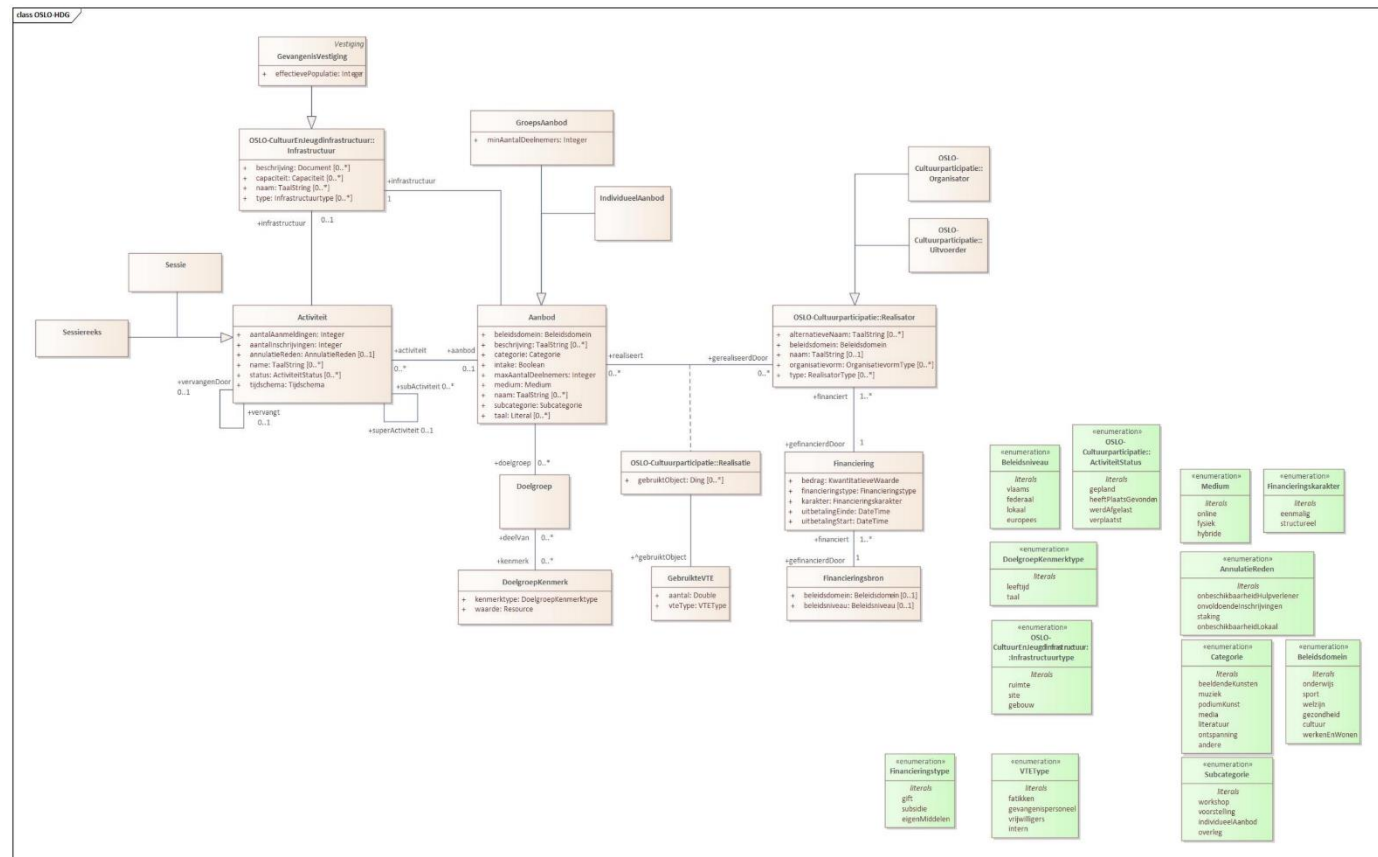 class OSLO-HDG
Vestiging
GevangenisVestiging
+ effectievePopulatie: Integer
OSLO-CultuurEnJeugdinfrastructuur::
Infrastructuur
+ beschrijving: Document [0..*]
+ capaciteit: Capaciteit [0..*]
+ naam: TaalString [0..*]
+ type: Infrastructuurtype [0..*]
+infrastructuur
1
+infrastructuur
0..1
GroepsAanbod
+ minAantalDeelnemers: Integer
IndividueelAanbod
OSLO-
Cultuurparticipatie::
Organisator
OSLO-
Cultuurparticipatie::
Uitvoerder
Sessie
Sessiereeks
Activiteit
+ aantalAanmeldingen: Integer
+ aantalInschrijvingen: Integer
+ annulatieReden: AnnulatieReden [0..1]
+ name: TaalString [0..*]
+ status: ActiviteitStatus [0..*]
+ tijdschema: Tijdschema
+vervangenDoor
0..1
+vervangt
0..1
+activiteit
0..*
+aanbod
0..1
+subActiviteit 0..*
+superActiviteit 0..1
Aanbod
+ beleidsdomein: Beleidsdomein
+ beschrijving: TaalString [0..*]
+ categorie: Categorie
+ intake: Boolean
+ maxAantalDeelnemers: Integer
+ medium: Medium
+ naam: TaalString [0..*]
+ subcategorie: Subcategorie
+ taal: Literal [0..*]
+realiseert
0..*
+gerealiseerdDoor
0..*
OSLO-Cultuurparticipatie::Realisator
+ alternatieveNaam: TaalString [0..*]
+ beleidsdomein: Beleidsdomein
+ naam: TaalString [0..1]
+ organisatievorm: OrganisatievormType [0..*]
+ type: RealisatorType [0..*]
+financiert
1..*
+gefinancierdDoor
1
+doelgroep
0..*
Doelgroep
+deelVan
0..*
+kenmerk
0..*
DoelgroepKenmerk
+ kenmerktype: DoelgroepKenmerktype
+ waarde: Resource
OSLO-Cultuurparticipatie::Realisatie
+ gebruiktObject: Ding [0..*]
+^gebruiktObject
GebruikteVTE
+ aantal: Double
+ vteType: VTEType
Financiering
+ bedrag: KwantitatieveWaarde
+ financieringstype: Financieringstype
+ karakter: Financieringskarakter
+ uitbetalingEinde: DateTime
+ uitbetalingStart: DateTime
+financiert
1..*
+gefinancierdDoor
1
Financieringsbron
+ beleidsdomein: Beleidsdomein [0..1]
+ beleidsniveau: Beleidsniveau [0..1]
«enumeration»
Beleidsniveau
literals
vlaams
federaal
lokaal
europees
«enumeration»
OSLO-
Cultuurparticipatie::
ActiviteitStatus
literals
gepland
heeftPlaatsGevonden
werdAfgelast
verplaatst
«enumeration»
Medium
literals
online
fysiek
hybride
«enumeration»
Financieringskarakter
literals
eenmalig
structureel
«enumeration»
DoelgroepKenmerktype
literals
leeftijd
taal
«enumeration»
AnnulatieReden
literals
onbeschikbaarheidHulpverlener
onvoldoendeInschrijvingen
staking
onbeschikbaarheidLokaal
«enumeration»
OSLO-
CultuurEnJeugdinfrastructuur:
:Infrastructuurtype
literals
ruimte
site
gebouw
«enumeration»
Categorie
literals
beeldendeKunsten
muziek
podiumKunst
media
literatuur
ontspanning
andere
«enumeration»
Beleidsdomein
literals
onderwijs
sport
welzijn
gezondheid
cultuur
werkenEnWonen
«enumeration»
Financieringstype
literals
gift
subsidie
eigenMiddelen
«enumeration»
VTEType
literals
fatikken
gevangenispersoneel
vrijwilligers
intern
«enumeration»
Subcategorie
literals
workshop
voorstelling
individueelAanbod
overleg